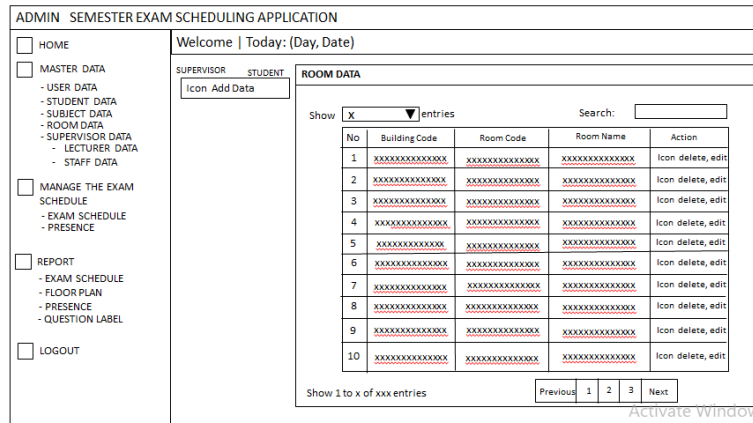 ADMIN SEMESTER EXAM SCHEDULING APPLICATION
HOME
MASTER DATA
- USER DATA
- STUDENT DATA
- SUBJECT DATA
- ROOM DATA
- SUPERVISOR DATA
- LECTURER DATA
- STAFF DATA
MANAGE THE EXAM
SCHEDULE
- EXAM SCHEDULE
- PRESENCE
REPORT
- EXAM SCHEDULE
- FLOOR PLAN
- PRESENCE
- QUESTION LABEL
LOGOUT
Welcome | Today: (Day, Date)
SUPERVISOR STUDENT
Icon Add Data
ROOM DATA
Show X entries Search:
No Building Code Room Code Room Name Action
1 xxxxxxxxxxxxxx xxxxxxxxxxxxxx xxxxxxxxxxxxxx Icon delete, edit
2 xxxxxxxxxxxxxx xxxxxxxxxxxxxx xxxxxxxxxxxxxx Icon delete, edit
3 xxxxxxxxxxxxxx xxxxxxxxxxxxxx xxxxxxxxxxxxxx Icon delete, edit
4 xxxxxxxxxxxxxx xxxxxxxxxxxxxx xxxxxxxxxxxxxx Icon delete, edit
5 xxxxxxxxxxxxx xxxxxxxxxxxxxx xxxxxxxxxxxxxx Icon delete, edit
6 xxxxxxxxxxxxxx xxxxxxxxxxxxxx xxxxxxxxxxxxxx Icon delete, edit
7 xxxxxxxxxxxxxx xxxxxxxxxxxxxx xxxxxxxxxxxxxx Icon delete, edit
8 xxxxxxxxxxxxxx xxxxxxxxxxxxxx xxxxxxxxxxxxxx Icon delete, edit
9 xxxxxxxxxxxxxx xxxxxxxxxxxxxx xxxxxxxxxxxxxx Icon delete, edit
10 xxxxxxxxxxxxxx xxxxxxxxxxxxxx xxxxxxxxxxxxxx Icon delete, edit
Show 1 to x of xxx entries Previous 1 2 3 Next
Activate Window